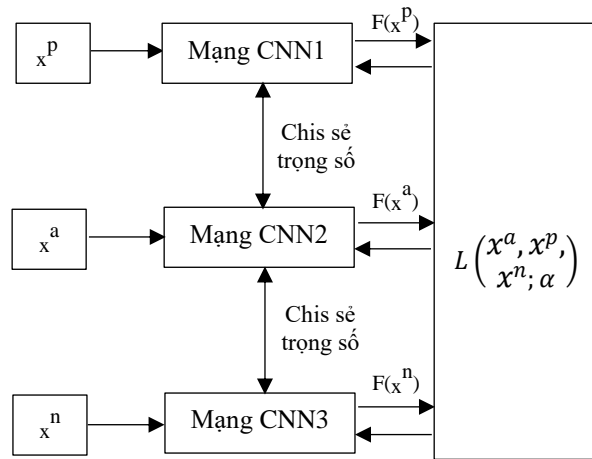 x^p
Mạng CNN1
F(x^p)
Chis sẻ
trọng số
x^a
Mạng CNN2
F(x^a)
L(x^a, x^p,
x^n; α)
Chis sẻ
trọng số
x^n
Mạng CNN3
F(x^n)